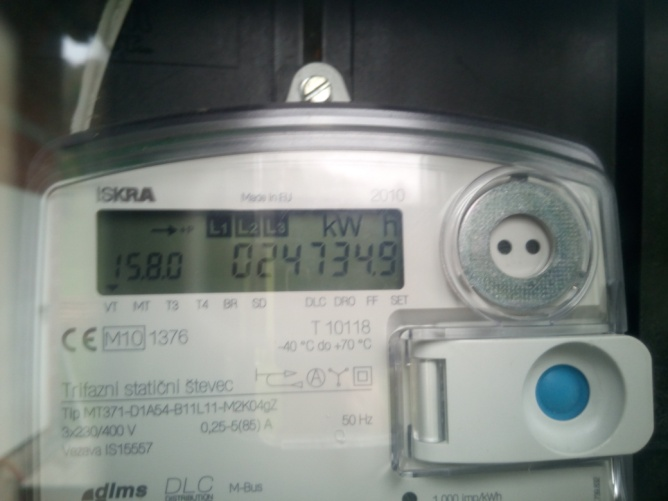 ISKRA Made in EU 2010
→+P L1 L2 L3 kW h
15.8.0 024734.9
VT MT T3 T4 BR SD DLC DRO FF SET
CE M10 1376 T 10118
-40 °C do +70 °C
Trifazni statični števec
Tip MT371-D1A54-B11L11-M2K04gZ
3x230/400 V 0,25-5(85) A 50 Hz
Vezava IS15557
dlms DLC M-Bus
DISTRIBUTION
1.000 imp/kWh